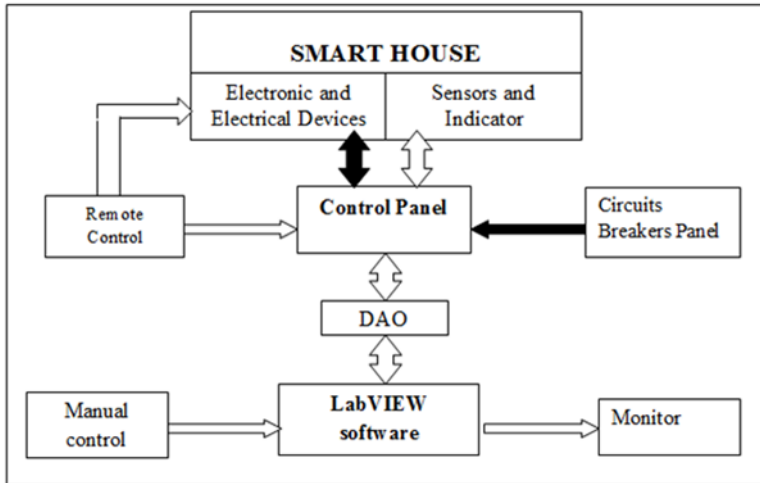 SMART HOUSE
Electronic and
Electrical Devices
Sensors and
Indicator
Remote
Control
Control Panel
Circuits
Breakers Panel
DAO
Manual
control
LabVIEW
software
Monitor